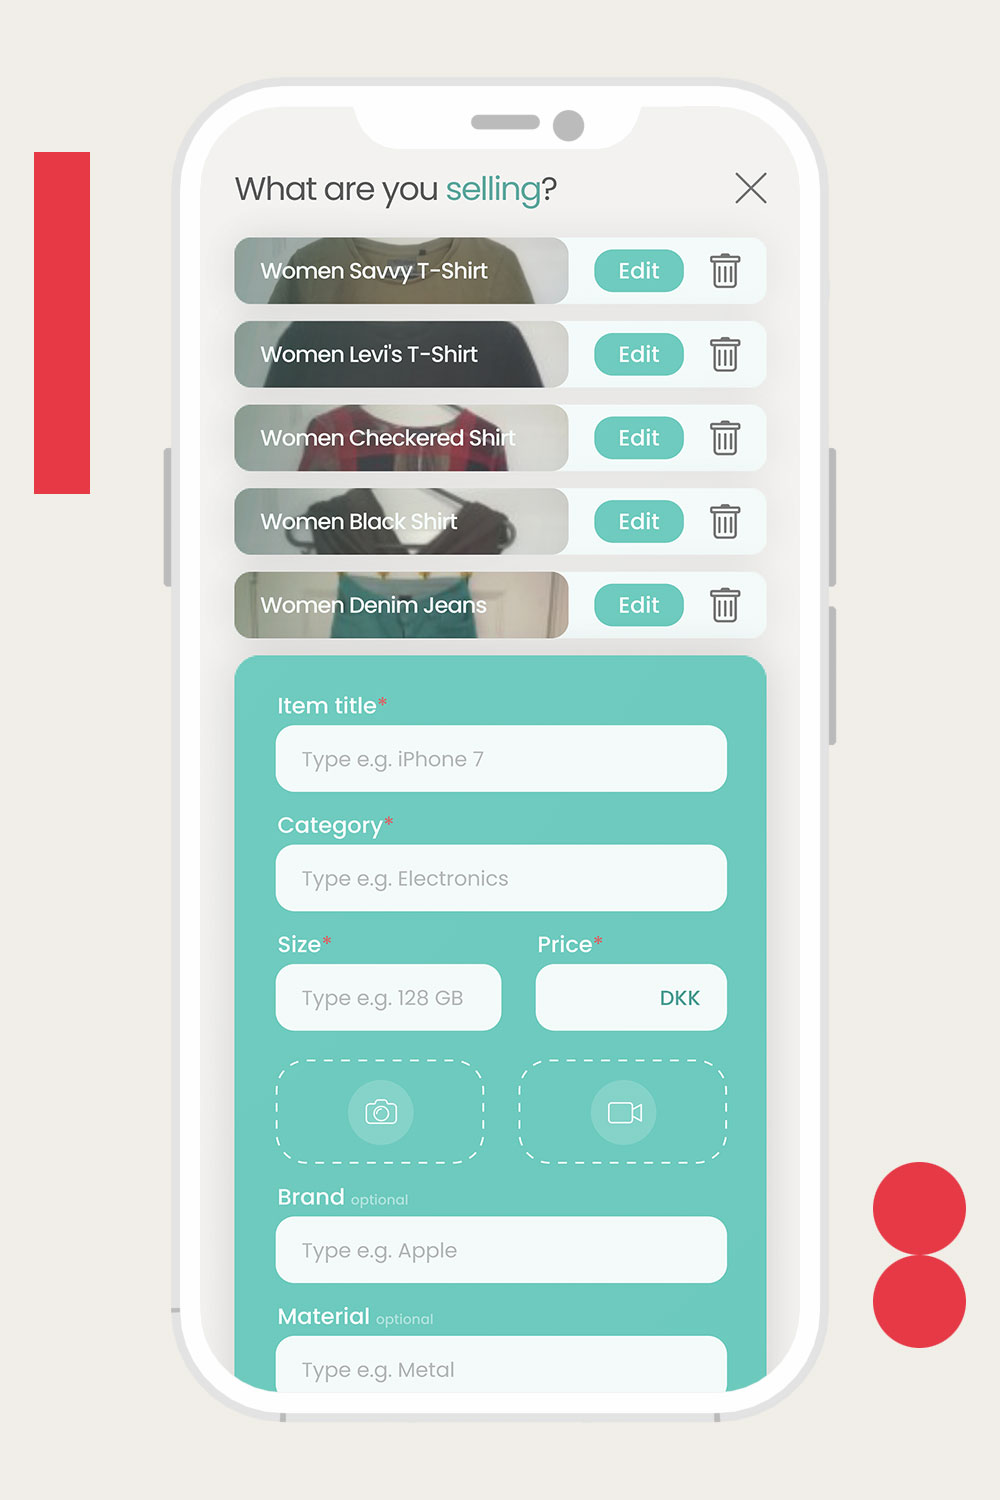 What are you selling?
Women Savvy T-Shirt Edit
Women Levi's T-Shirt Edit
Women Checkered Shirt Edit
Women Black Shirt Edit
Women Denim Jeans Edit
Item title*
Type e.g. iPhone 7
Category*
Type e.g. Electronics
Size* Price*
Type e.g. 128 GB DKK
Brand optional
Type e.g. Apple
Material optional
Type e.g. Metal